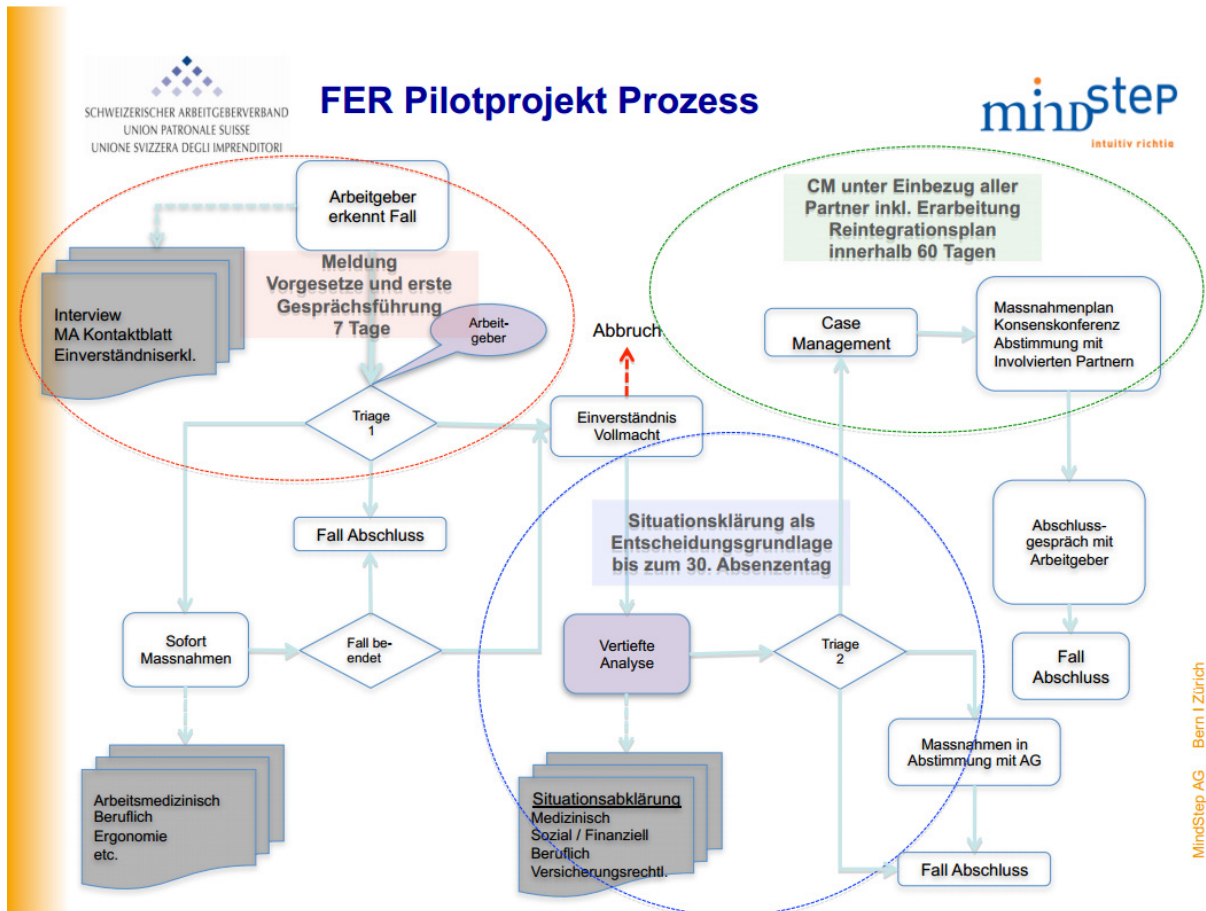 SCHWEIZERISCHER ARBEITGEBERVERBAND
UNION PATRONALE SUISSE
UNIONE SVIZZERA DEGLI IMPRENDITORI
FER Pilotprojekt Prozess
mindstep
intuitiv richtig
Arbeitgeber
erkennt Fall
Meldung
Vorgesetze und erste
Gesprächsführung
7 Tage
Interview
MA Kontaktblatt
Einverständniserkl.
Arbeit-
geber
Triage
1
Abbruch
Einverständnis
Vollmacht
CM unter Einbezug aller
Partner inkl. Erarbeitung
Reintegrationsplan
innerhalb 60 Tagen
Case
Management
Massnahmenplan
Konsenskonferenz
Abstimmung mit
Involvierten Partnern
Fall Abschluss
Situationsklärung als
Entscheidungsgrundlage
bis zum 30. Absenzentag
Abschluss-
gespräch mit
Arbeitgeber
Sofort
Massnahmen
Fall be-
endet
Vertiefte
Analyse
Triage
2
Fall
Abschluss
Massnahmen in
Abstimmung mit AG
Arbeitsmedizinisch
Beruflich
Ergonomie
etc.
Situationsabklärung
Medizinisch
Sozial / Finanziell
Beruflich
Versicherungsrechtl.
Fall Abschluss
MindStep AG Bern I Zürich